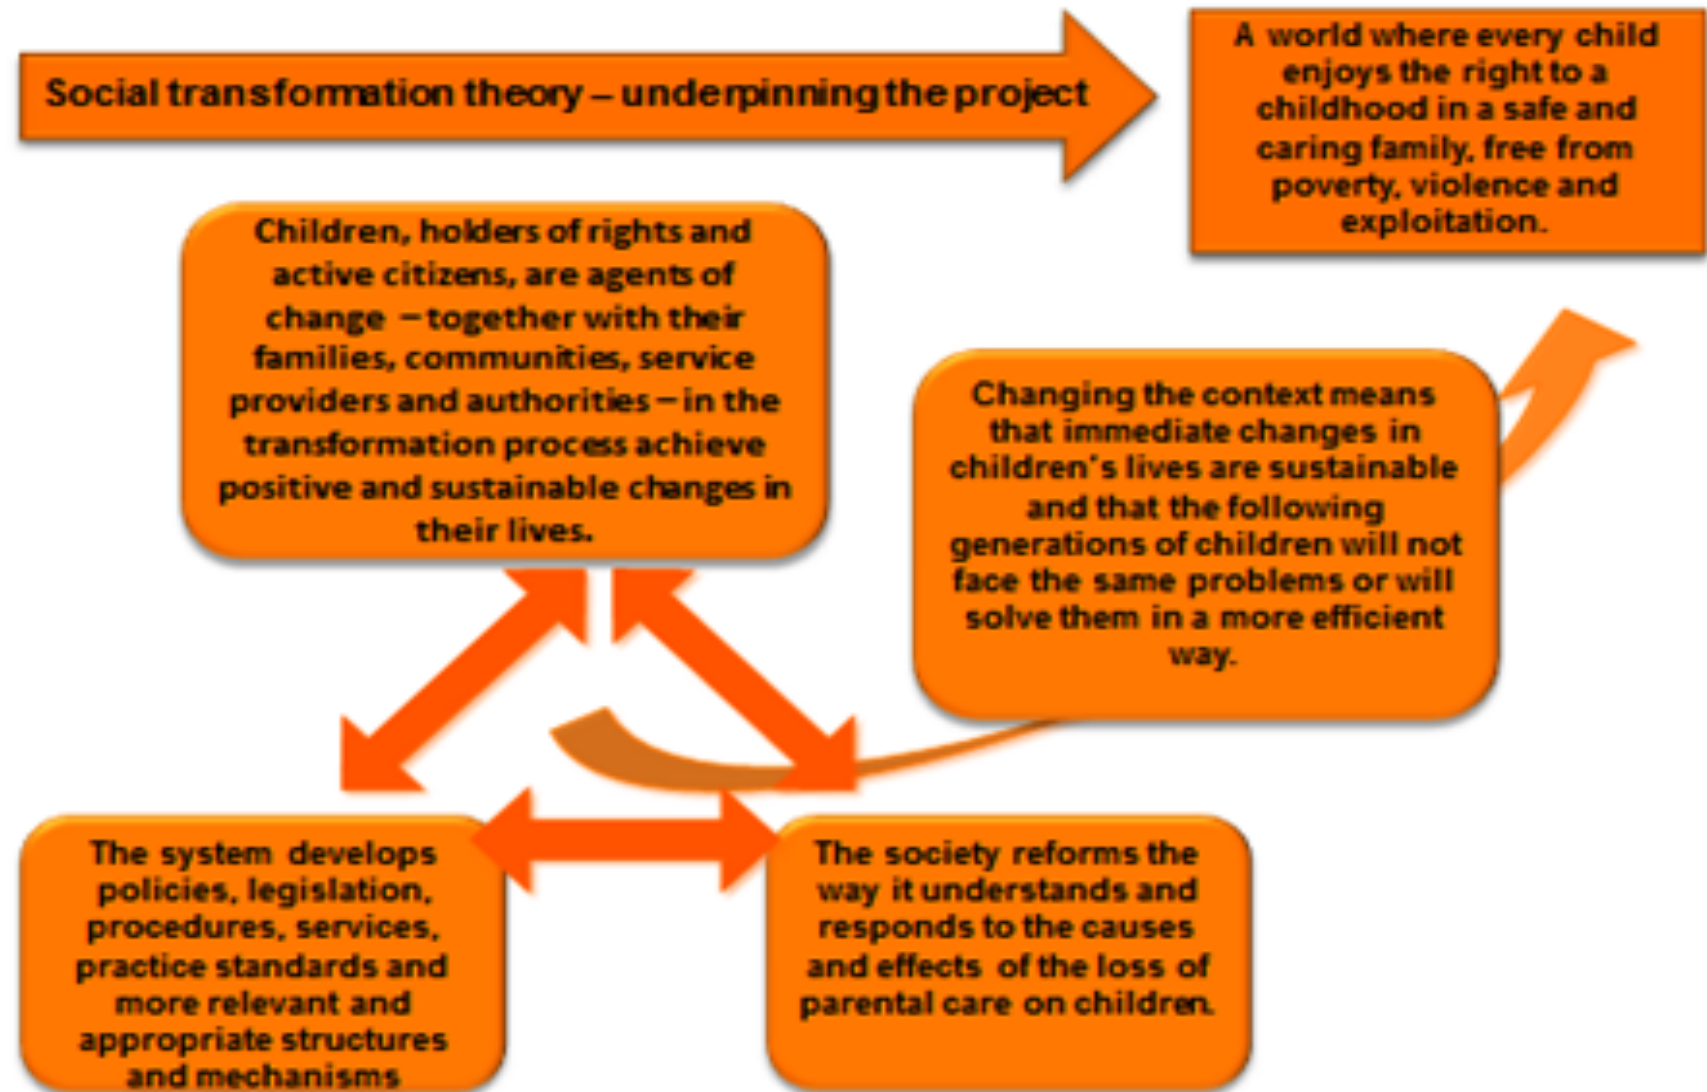 Social transformation theory – underpinning the project
A world where every child
enjoys the right to a
childhood in a safe and
caring family, free from
poverty, violence and
exploitation.
Children, holders of rights and
active citizens, are agents of
change – together with their
families, communities, service
providers and authorities – in the
transformation process achieve
positive and sustainable changes in
their lives.
Changing the context means
that immediate changes in
children's lives are sustainable
and that the following
generations of children will not
face the same problems or will
solve them in a more efficient
way.
The system develops
policies, legislation,
procedures, services,
practice standards and
more relevant and
appropriate structures
and mechanisms
The society reforms the
way it understands and
responds to the causes
and effects of the loss of
parental care on children.